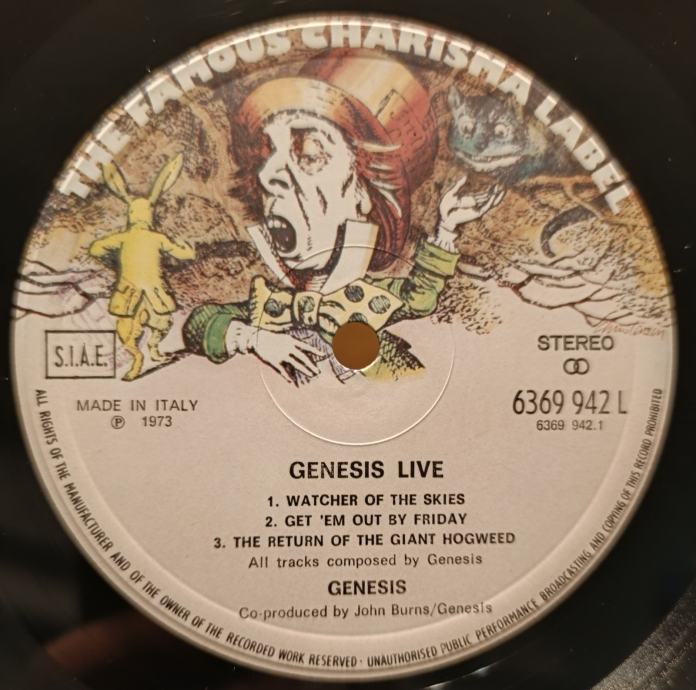 THE FAMOUS CHARISMA LABEL
S.I.A.E.
STEREO
MADE IN ITALY
6369 942 L
Ⓟ 1973
6369 942.1
GENESIS LIVE
1. WATCHER OF THE SKIES
2. GET 'EM OUT BY FRIDAY
3. THE RETURN OF THE GIANT HOGWEED
All tracks composed by Genesis
GENESIS
Co-produced by John Burns/Genesis
ALL RIGHTS OF THE MANUFACTURER AND OF THE OWNER OF THE RECORDED WORK RESERVED · UNAUTHORISED PUBLIC PERFORMANCE BROADCASTING AND COPYING OF THIS RECORD PROHIBITED